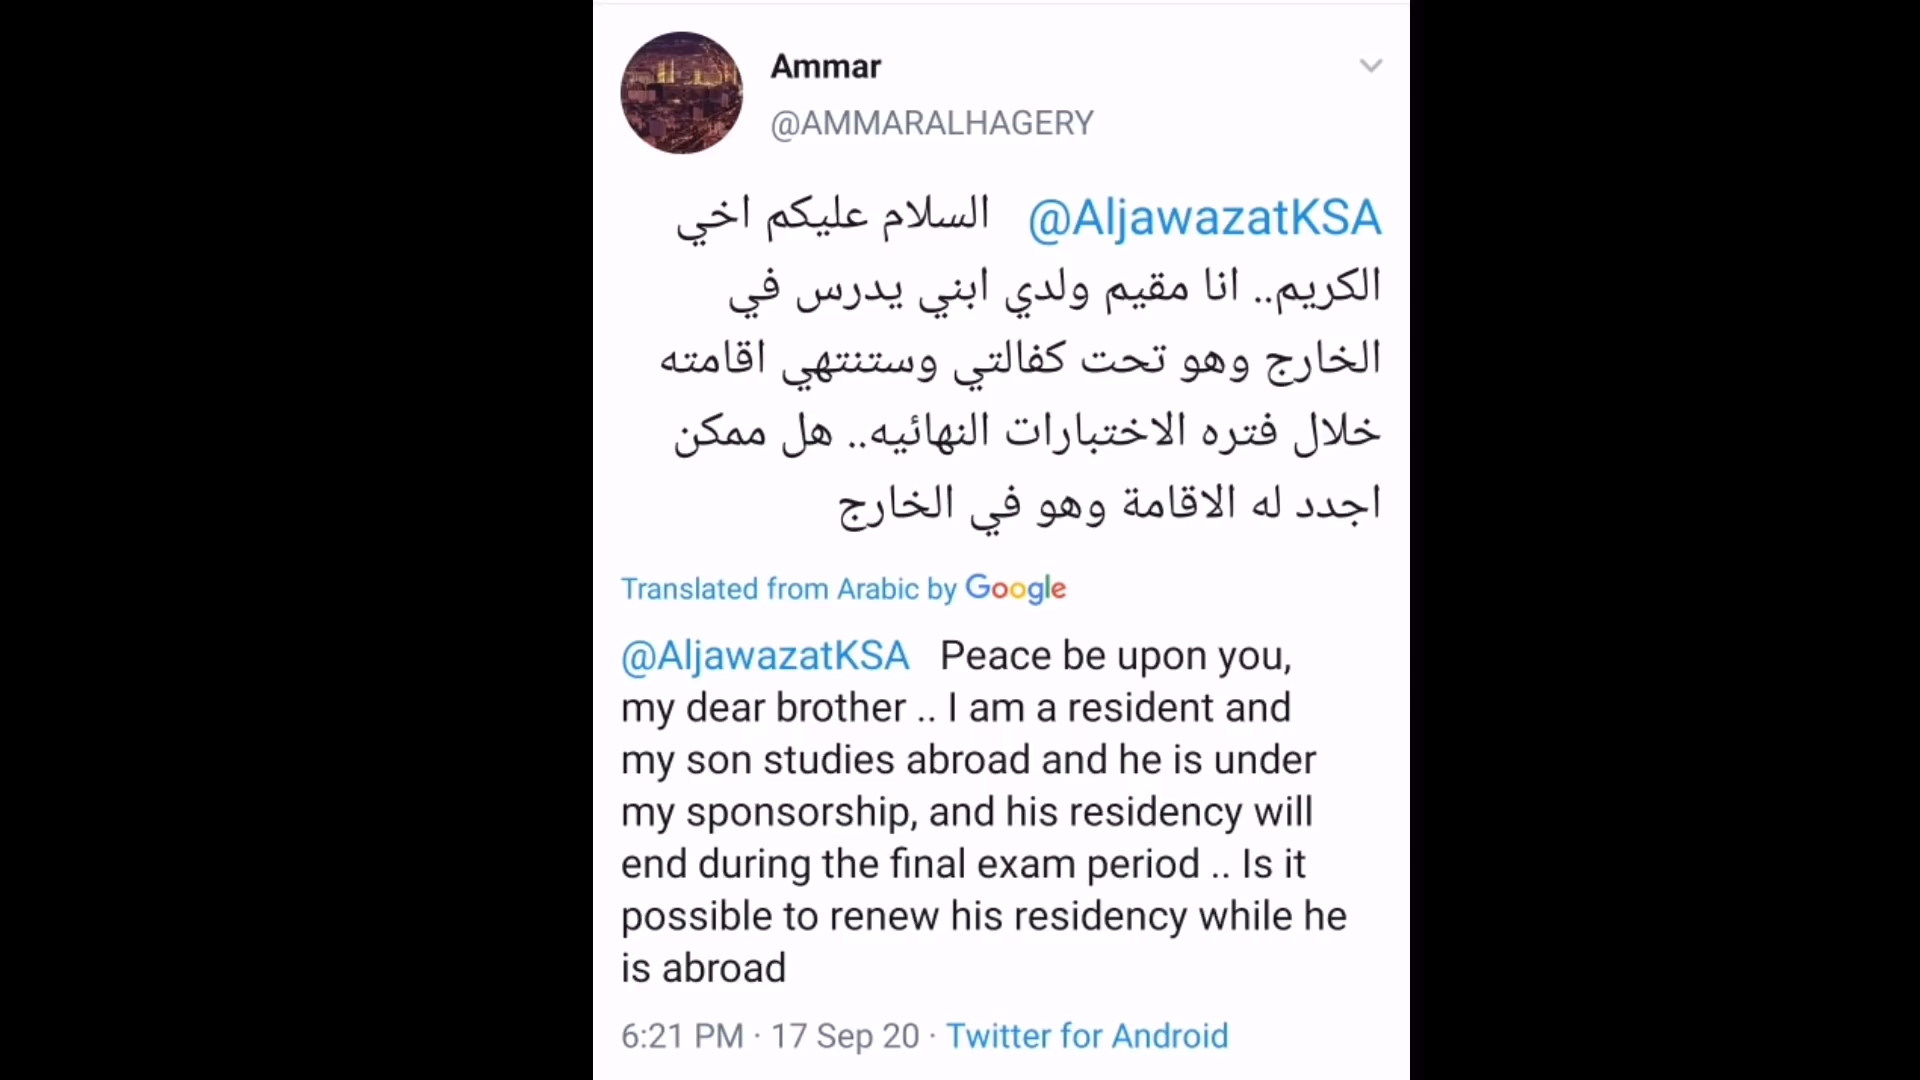 Ammar
@AMMARALHAGERY
@AljawazatKSA السلام عليكم اخي
الكريم.. انا مقيم ولدي ابني يدرس في
الخارج وهو تحت كفالتي وستنتهي اقامته
خلال فتره الاختبارات النهائيه.. هل ممكن
اجدد له الاقامة وهو في الخارج
Translated from Arabic by Google
@AljawazatKSA Peace be upon you,
my dear brother .. I am a resident and
my son studies abroad and he is under
my sponsorship, and his residency will
end during the final exam period .. Is it
possible to renew his residency while he
is abroad
6:21 PM · 17 Sep 20 · Twitter for Android